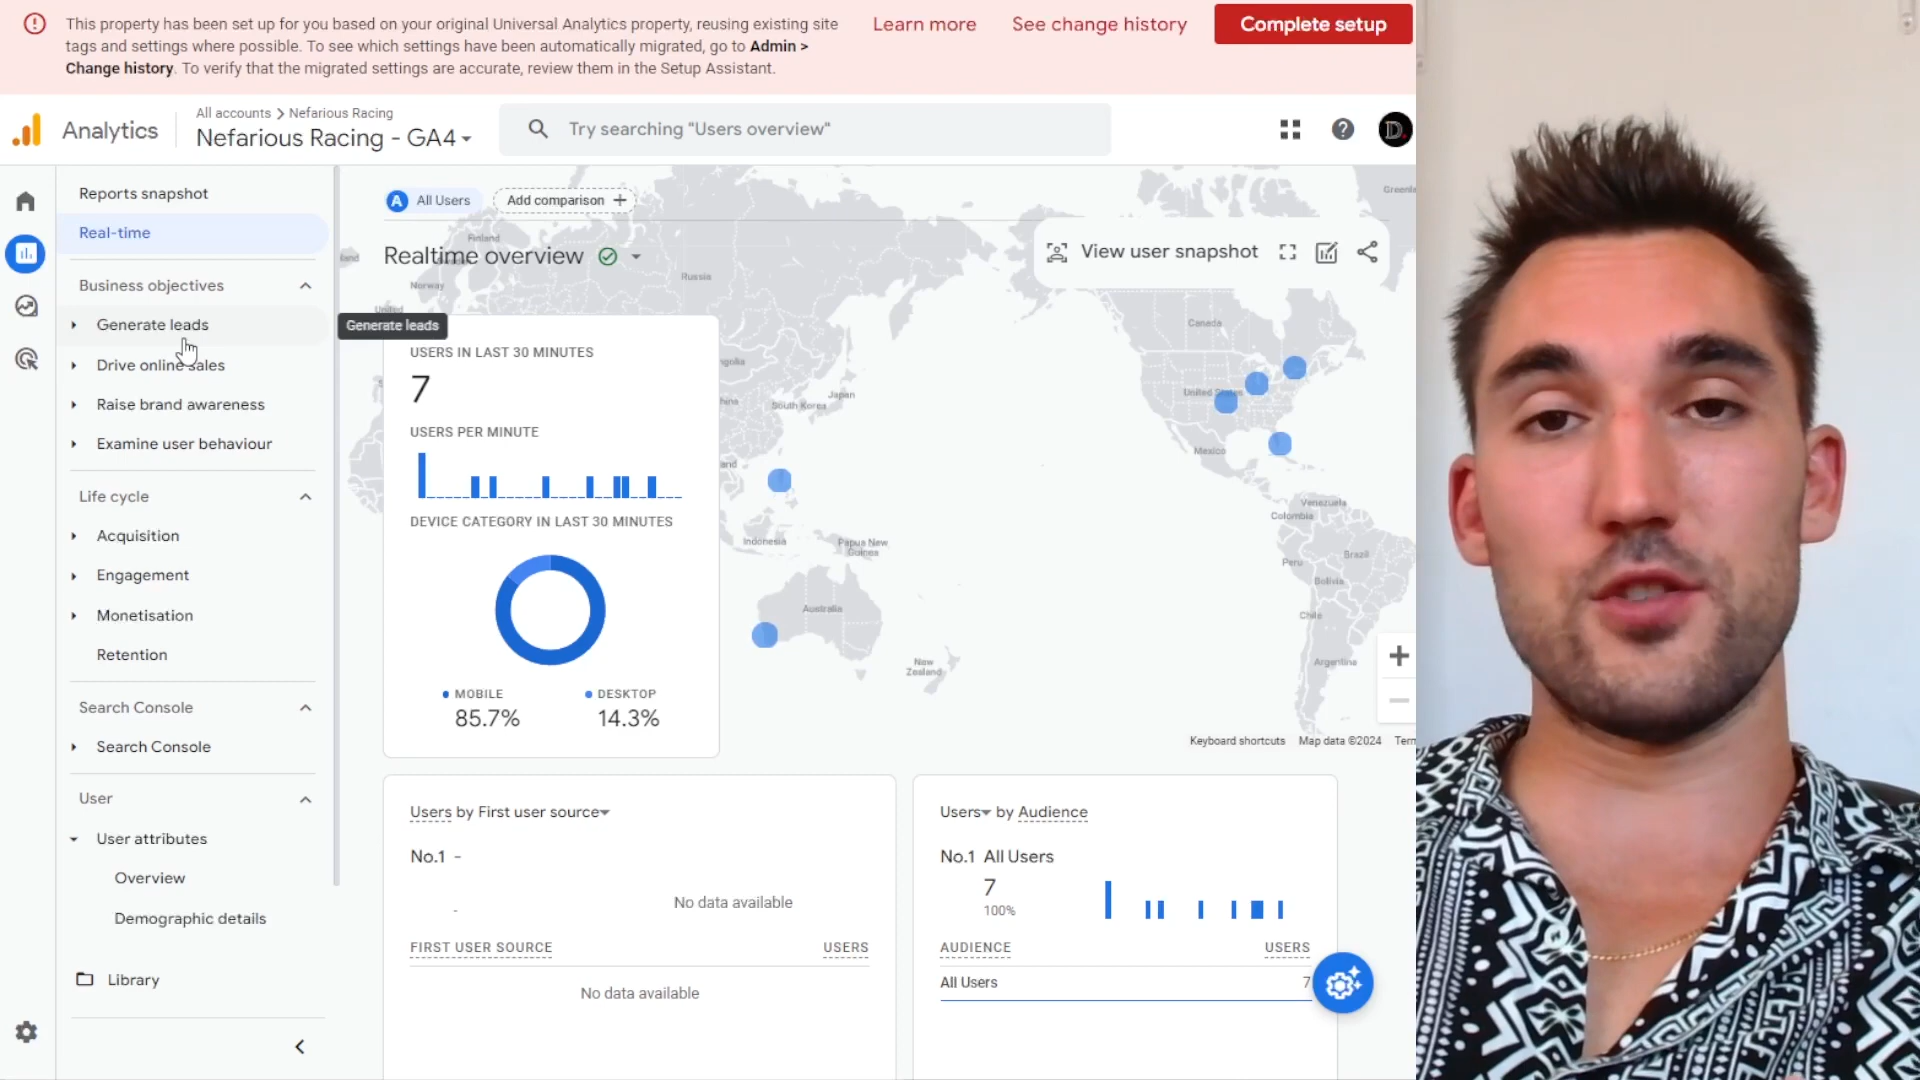 This property has been set up for you based on your original Universal Analytics property, reusing existing site
tags and settings where possible. To see which settings have been automatically migrated, go to Admin >
Change history. To verify that the migrated settings are accurate, review them in the Setup Assistant.
Learn more
See change history
Complete setup
Analytics
All accounts > Nefarious Racing
Nefarious Racing - GA4
Try searching "Users overview"
D.
Reports snapshot
Real-time
Business objectives
Generate leads
Drive online sales
Raise brand awareness
Examine user behaviour
Life cycle
Acquisition
Engagement
Monetisation
Retention
Search Console
Search Console
User
User attributes
Overview
Demographic details
Library
Generate leads
A All Users
Add comparison +
Realtime overview
View user snapshot
USERS IN LAST 30 MINUTES
7
USERS PER MINUTE
DEVICE CATEGORY IN LAST 30 MINUTES
MOBILE
85.7%
DESKTOP
14.3%
Finland
Norway
Russia
South Korea
Japan
Indonesia
Papua New
Guinea
Australia
New
Zealand
Canada
United States
Mexico
Venezuela
Colombia
Peru
Brazil
Bolivia
Chile
Argentina
Keyboard shortcuts
Map data ©2024
Users by First user source
No.1 -
-
No data available
FIRST USER SOURCE
USERS
No data available
Users by Audience
No.1 All Users
7
100%
AUDIENCE
USERS
All Users
7